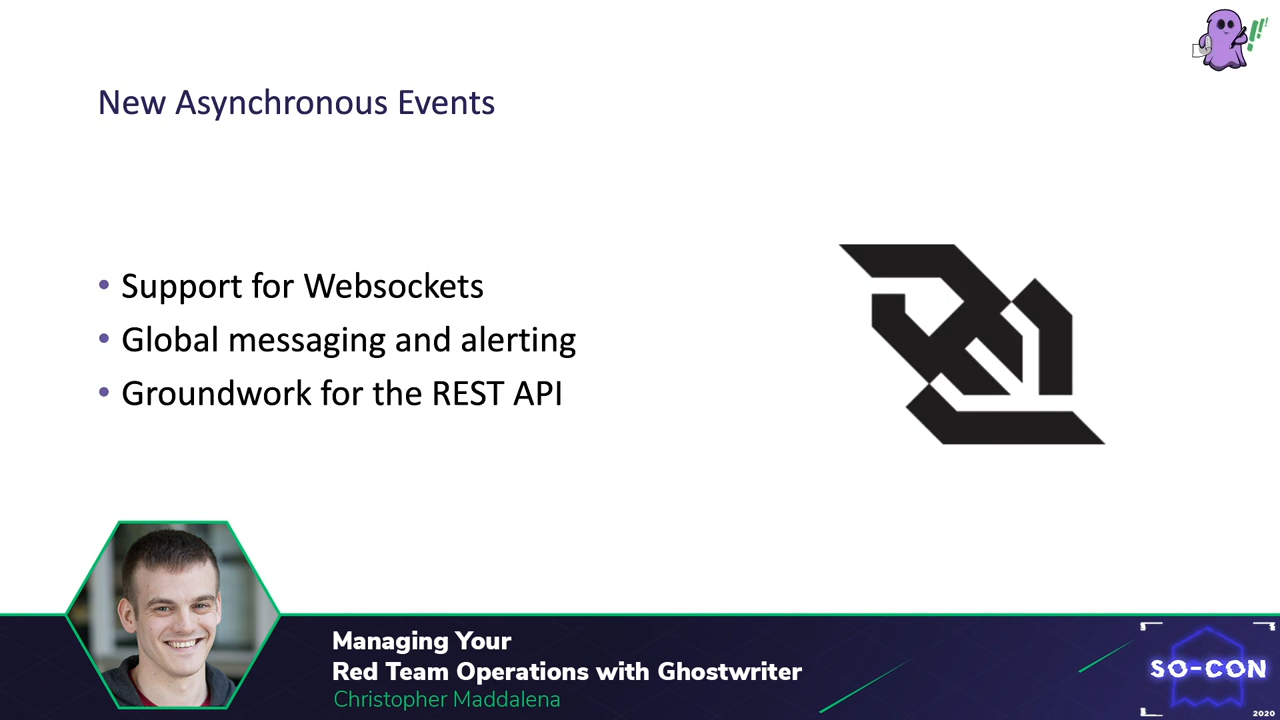 New Asynchronous Events
• Support for Websockets
• Global messaging and alerting
• Groundwork for the REST API
Managing Your
Red Team Operations with Ghostwriter
Christopher Maddalena
SO-CON
2020